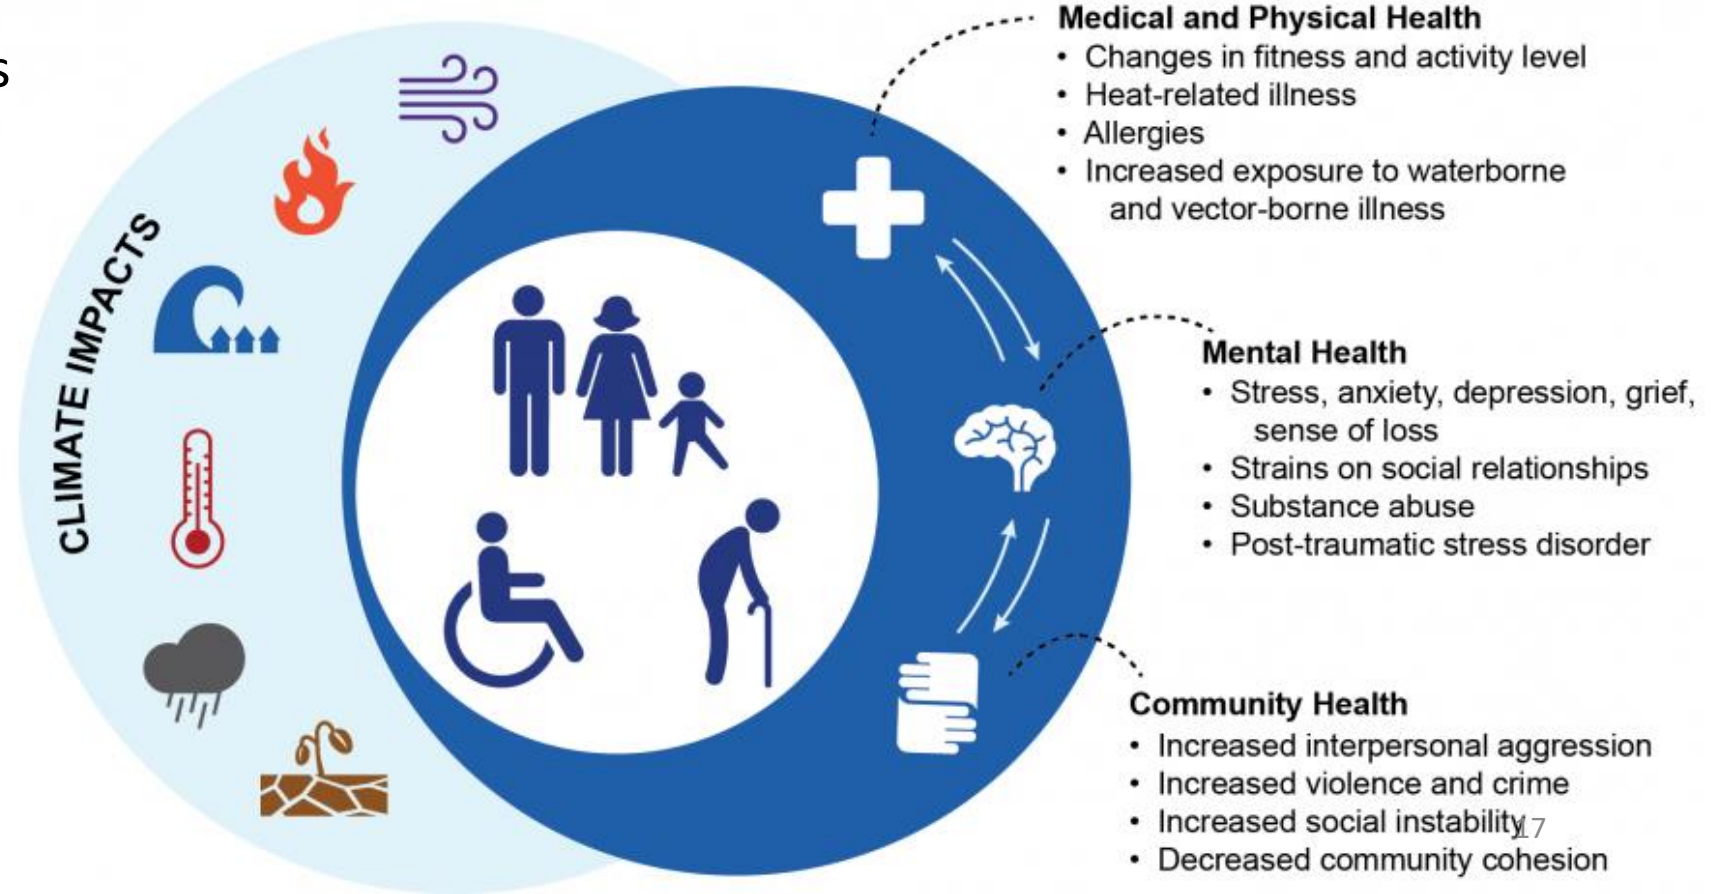 s
CLIMATE IMPACTS
Medical and Physical Health
• Changes in fitness and activity level
• Heat-related illness
• Allergies
• Increased exposure to waterborne
and vector-borne illness
Mental Health
• Stress, anxiety, depression, grief,
sense of loss
• Strains on social relationships
• Substance abuse
• Post-traumatic stress disorder
Community Health
• Increased interpersonal aggression
• Increased violence and crime
• Increased social instability
17
• Decreased community cohesion